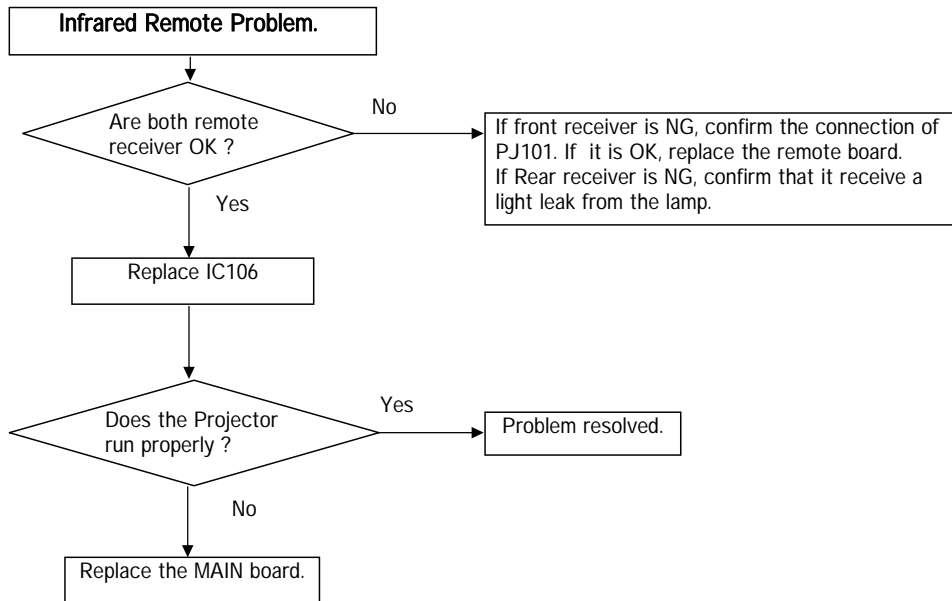 Infrared Remote Problem.
Are both remote
receiver OK ?
No
If front receiver is NG, confirm the connection of
PJ101. If it is OK, replace the remote board.
If Rear receiver is NG, confirm that it receive a
light leak from the lamp.
Yes
Replace IC106
Does the Projector
run properly ?
Yes
Problem resolved.
No
Replace the MAIN board.